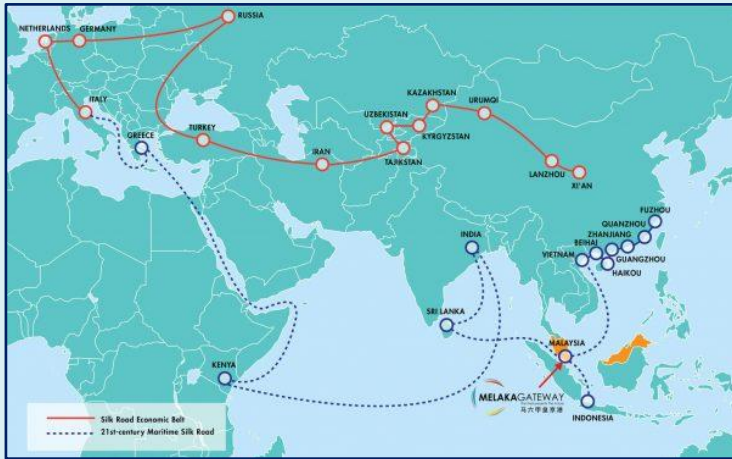 RUSSIA
NETHERLANDS
GERMANY
ITALY
GREECE
TURKEY
IRAN
UZBEKISTAN
KAZAKHSTAN
KYRGYZSTAN
TAJIKSTAN
URUMQI
LANZHOU
XI'AN
FUZHOU
QUANZHOU
ZHANJIANG
BEIHAI
GUANGZHOU
HAIKOU
VIETNAM
INDIA
SRI LANKA
KENYA
MALAYSIA
MELAKAGATEWAY
马六甲皇京港
INDONESIA
Silk Road Economic Belt
21st-century Maritime Silk Road